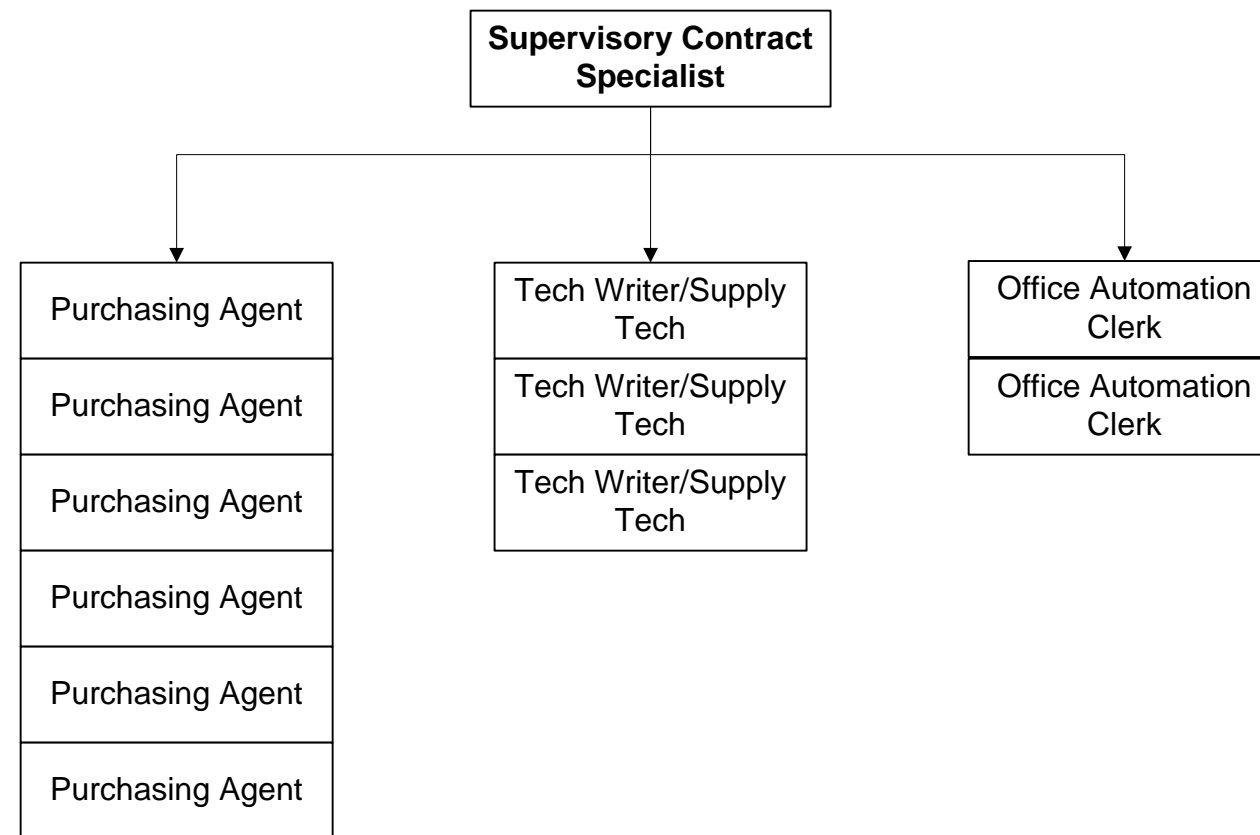 Supervisory Contract
Specialist
Purchasing Agent
Purchasing Agent
Purchasing Agent
Purchasing Agent
Purchasing Agent
Purchasing Agent
Tech Writer/Supply
Tech
Tech Writer/Supply
Tech
Tech Writer/Supply
Tech
Office Automation
Clerk
Office Automation
Clerk